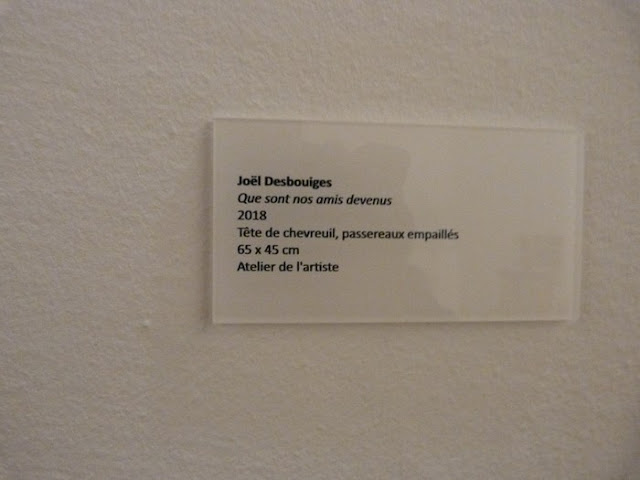 Joël Desbouiges
Que sont nos amis devenus
2018
Tête de chevreuil, passereaux empaillés
65 x 45 cm
Atelier de l'artiste